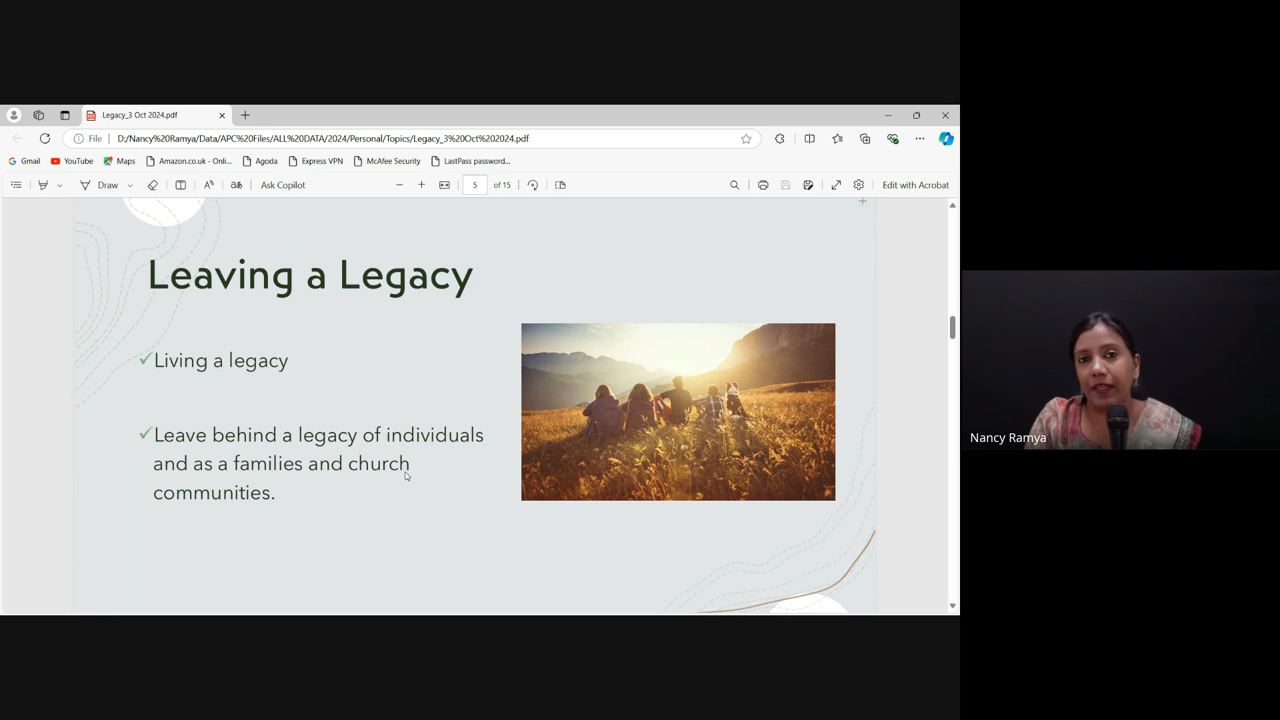 Legacy_3 Oct 2024.pdf
File
D:/Nancy%20Ramya/Data/APC%20Files/ALL%20DATA/2024/Personal/Topics/Legacy_3%20Oct%202024.pdf
Gmail YouTube Maps Amazon.co.uk - Onli... Agoda Express VPN McAfee Security LastPass password...
Draw Ask Copilot 5 of 15 Edit with Acrobat
Leaving a Legacy
Living a legacy
Leave behind a legacy of individuals
and as a families and church
communities.
Nancy Ramya